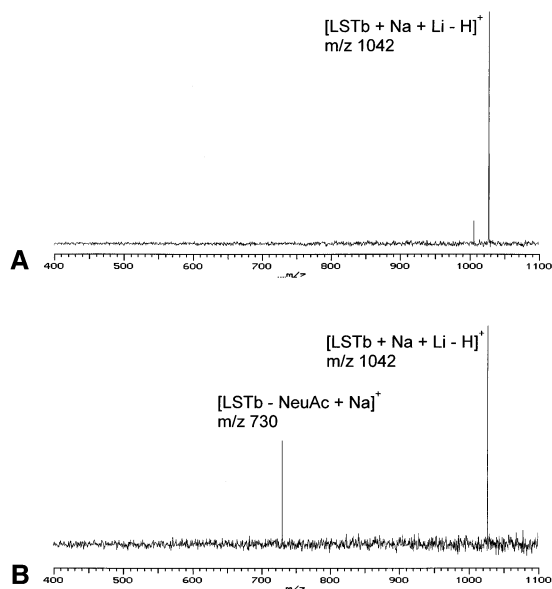 [LSTb + Na + Li - H]+
m/z 1042
A
400 500 600 700 800 900 1000 1100
...m/z
[LSTb + Na + Li - H]+
m/z 1042
[LSTb - NeuAc + Na]+
m/z 730
B
400 500 600 700 800 900 1000 1100
m/z